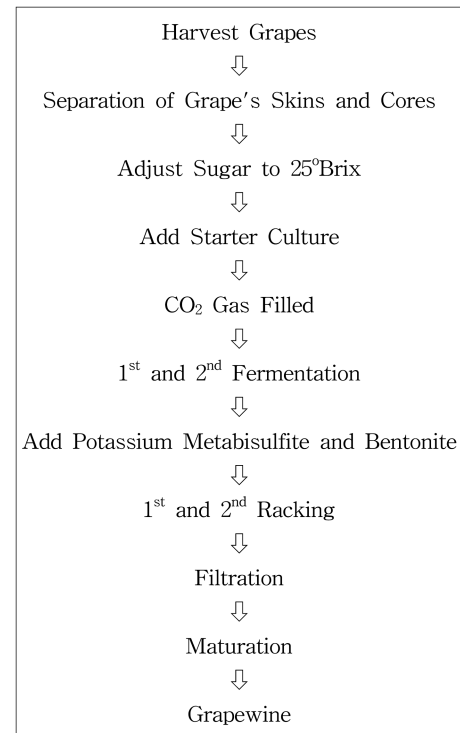 Harvest Grapes
⇩
Separation of Grape's Skins and Cores
⇩
Adjust Sugar to 25°Brix
⇩
Add Starter Culture
⇩
CO₂ Gas Filled
⇩
1st and 2nd Fermentation
⇩
Add Potassium Metabisulfite and Bentonite
⇩
1st and 2nd Racking
⇩
Filtration
⇩
Maturation
⇩
Grapewine